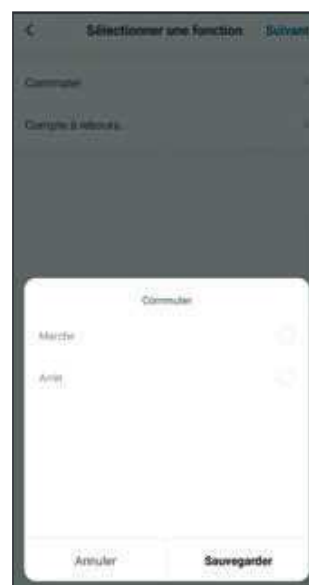 Sélectionner une fonction Suivant
Commuter
Compte à rebours
Commuter
Marche
Arrêt
Annuler Sauvegarder